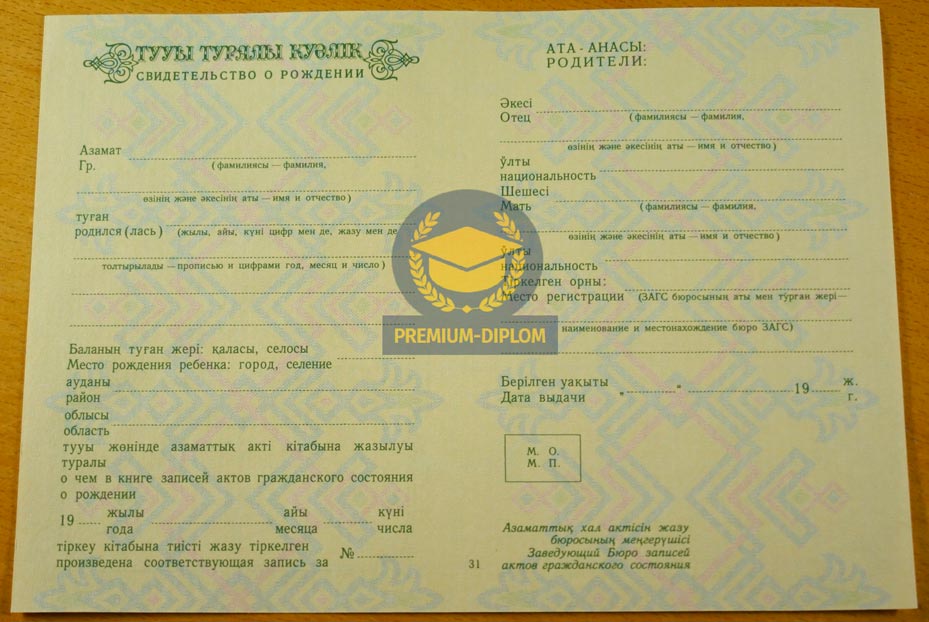 ТУУЫ ТУРАЛЫ КУӘЛІК
СВИДЕТЕЛЬСТВО О РОЖДЕНИИ
Азамат
Гр.
(фамилиясы — фамилия,
өзінің және әкесінің аты — имя и отчество)
туған
родился (лась)
(жылы, айы, күні цифр мен де, жазу мен де
толтырылады — прописью и цифрами год, месяц и число)
Баланың туған жері: қаласы, селосы
Место рождения ребенка: город, селение
ауданы
район
облысы
область
тууы жөнінде азаматтық акті кітабына жазылуы
туралы
о чем в книге записей актов гражданского состояния
о рождении
19 жылы айы күні
года месяца числа
тіркеу кітабына тиісті жазу тіркелген
произведена соответствующая запись за №
АТА - АНАСЫ:
РОДИТЕЛИ:
Әкесі
Отец
(фамилиясы — фамилия,
өзінің және әкесінің аты — имя и отчество)
ұлты
национальность
Шешесі
Мать
(фамилиясы — фамилия,
өзінің және әкесінің аты — имя и отчество)
ұлты
национальность
Тіркелген орны:
Место регистрации (ЗАГС бюросының аты мен тұрған жері —
наименование и местонахождение бюро ЗАГС)
Берілген уақыты
Дата выдачи " " 19 ж.
г.
М. О.
М. П.
Азаматтық хал актісін жазу
бюросының меңгерушісі
Заведующий Бюро записей
актов гражданского состояния
31
PREMIUM-DIPLOM